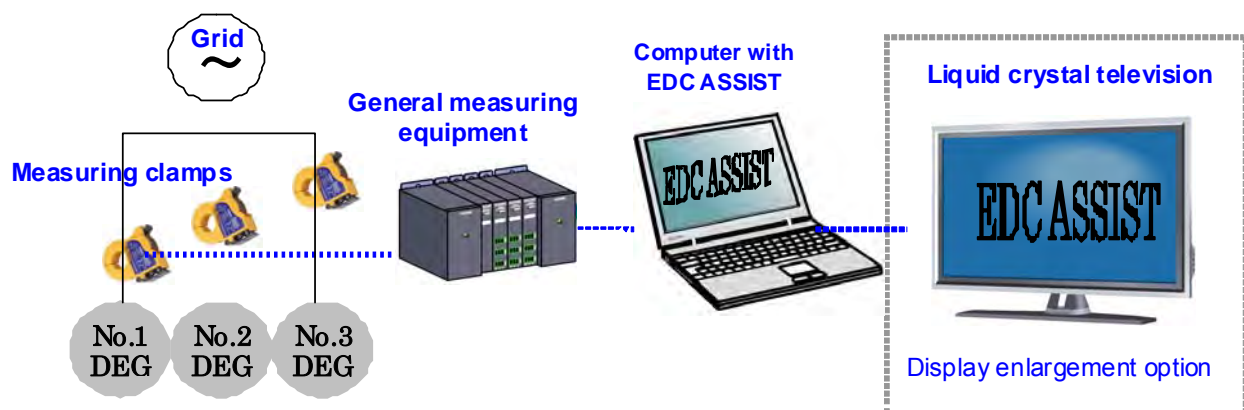 Grid
~
Measuring clamps
No.1
DEG
No.2
DEG
No.3
DEG
General measuring
equipment
Computer with
EDC ASSIST
EDC ASSIST
Liquid crystal television
EDC ASSIST
Display enlargement option